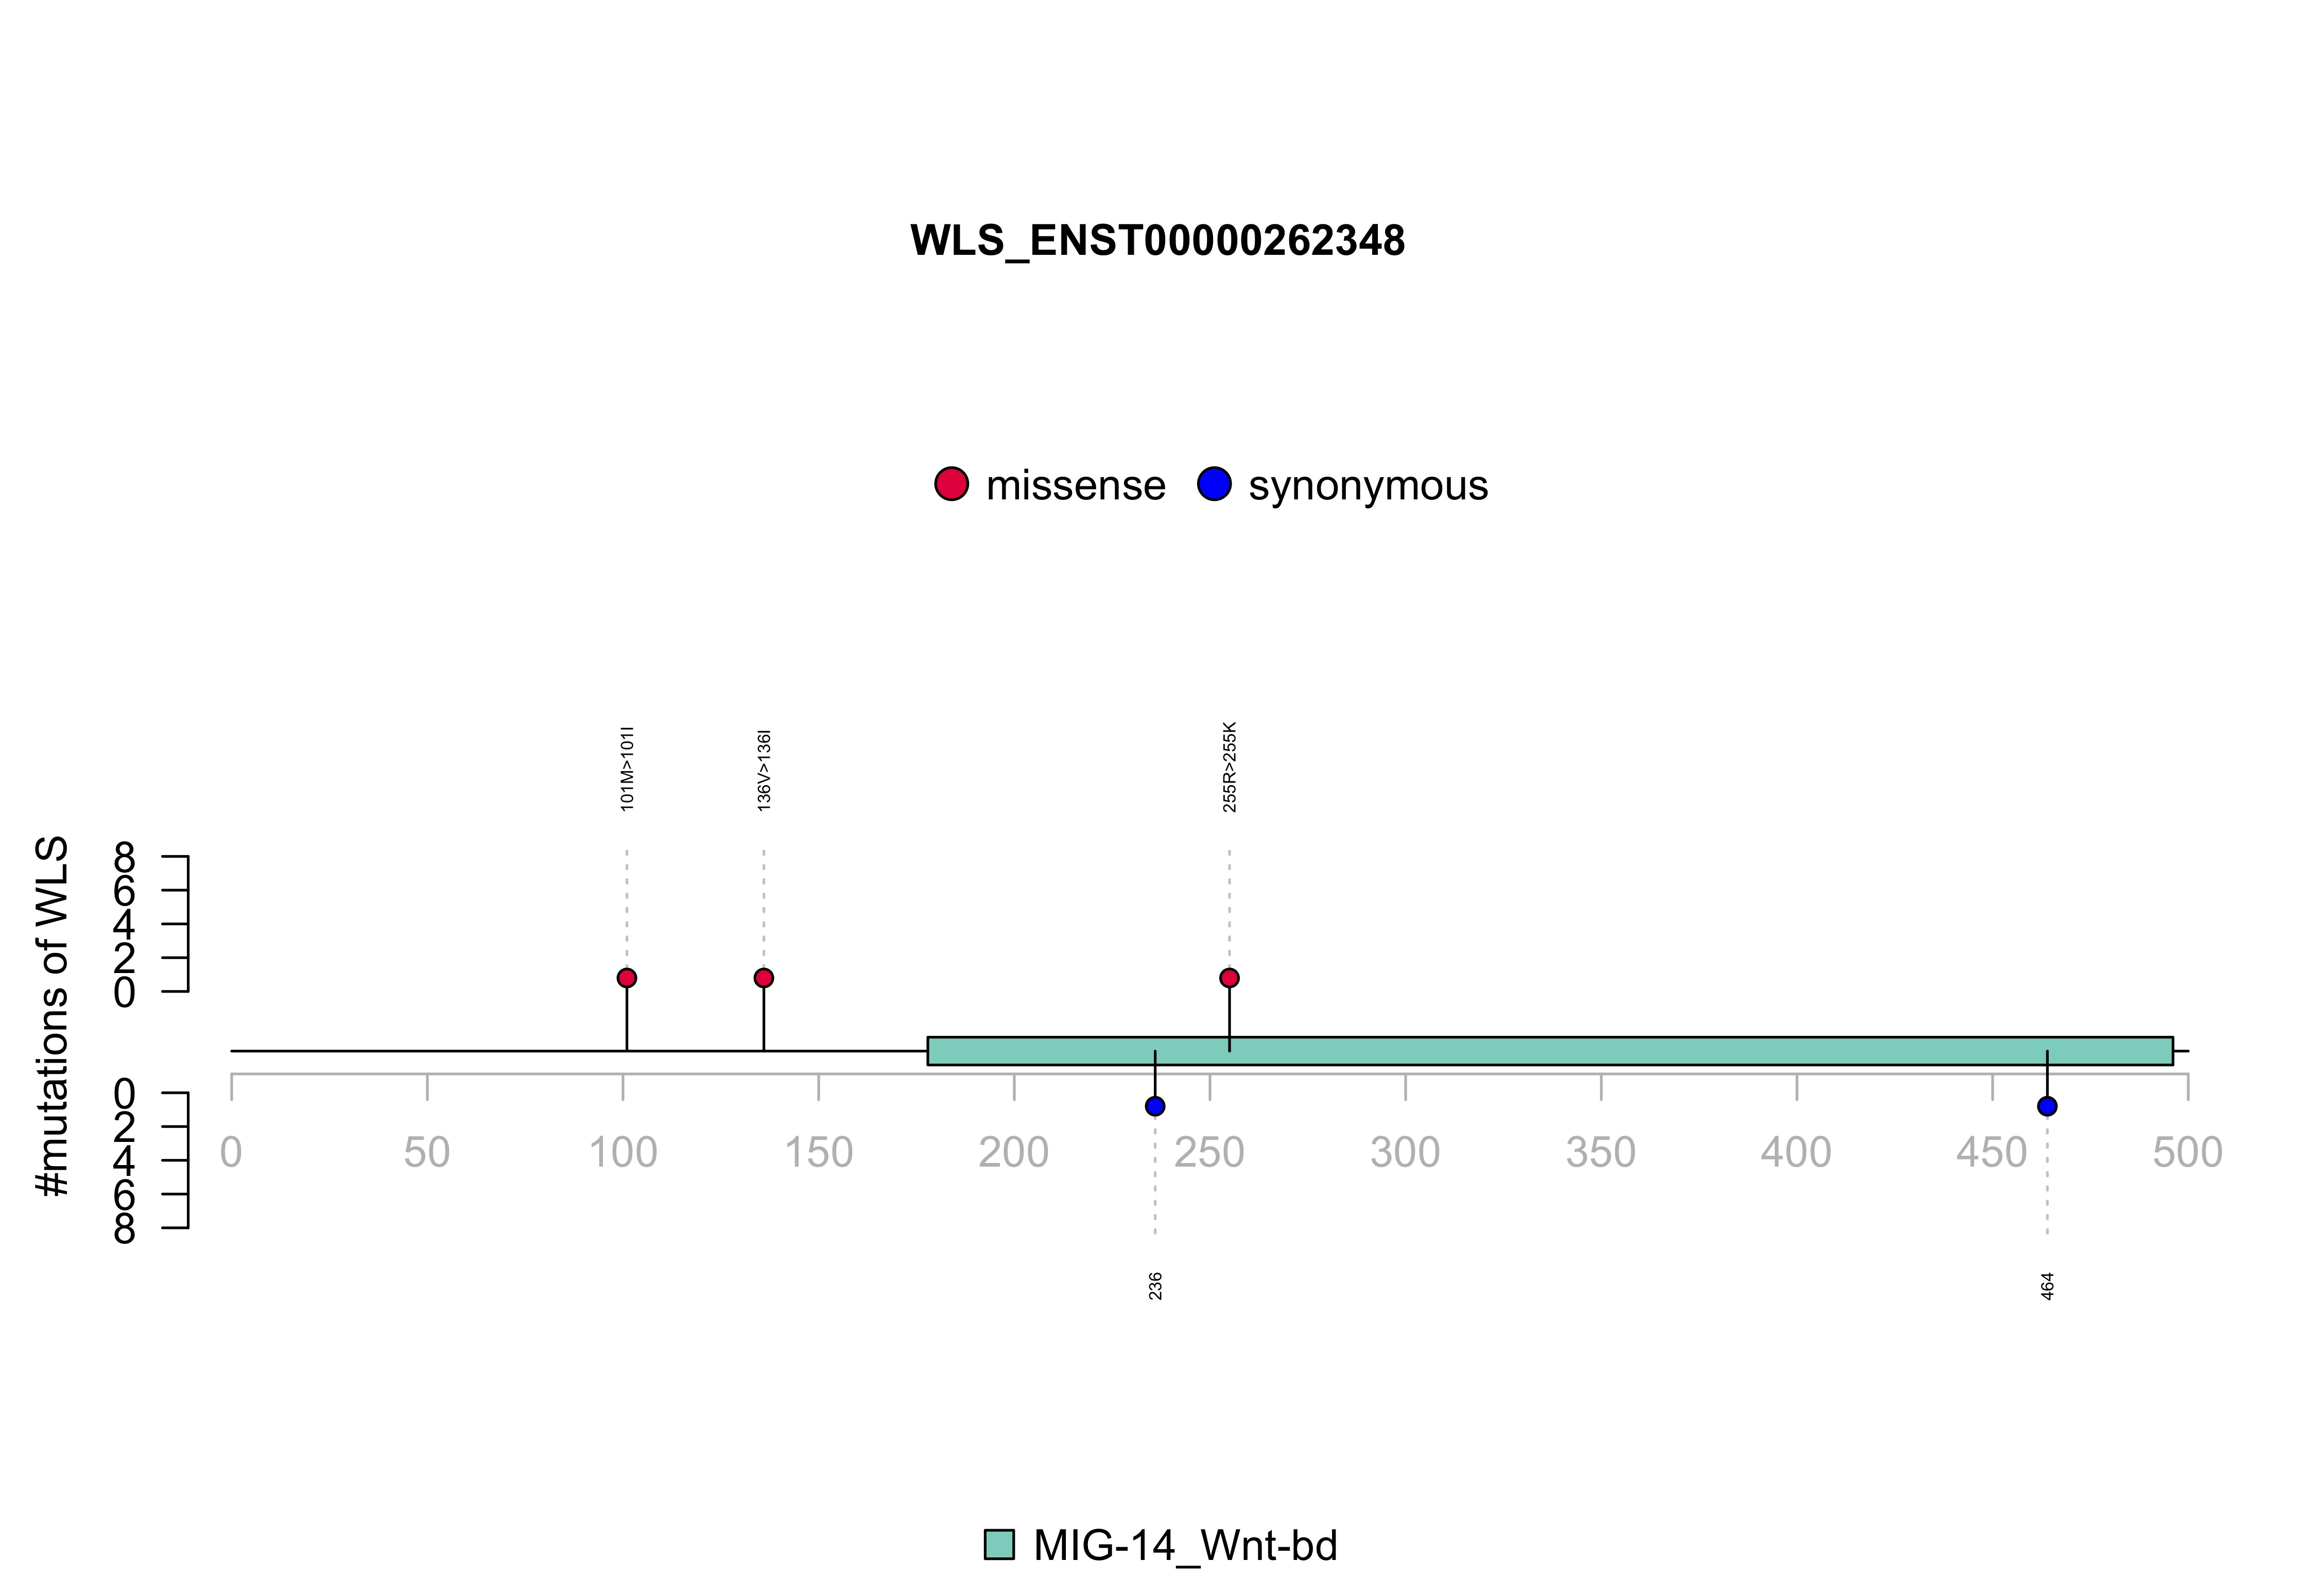 WLS_ENST00000262348
missense synonymous
101M>101I
136V>136I
255R>255K
#mutations of WLS
8
6
4
2
0
0
2
4
6
8
0 50 100 150 200 250 300 350 400 450 500
236
464
MIG-14_Wnt-bd